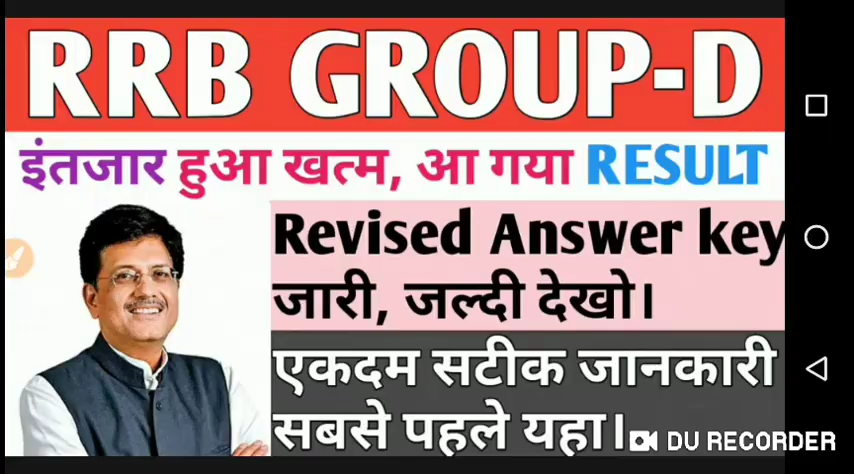 RRB GROUP-D
इंतजार हुआ खत्म, आ गया RESULT
Revised Answer key
जारी, जल्दी देखो।
एकदम सटीक जानकारी
सबसे पहले यहा।
DU RECORDER